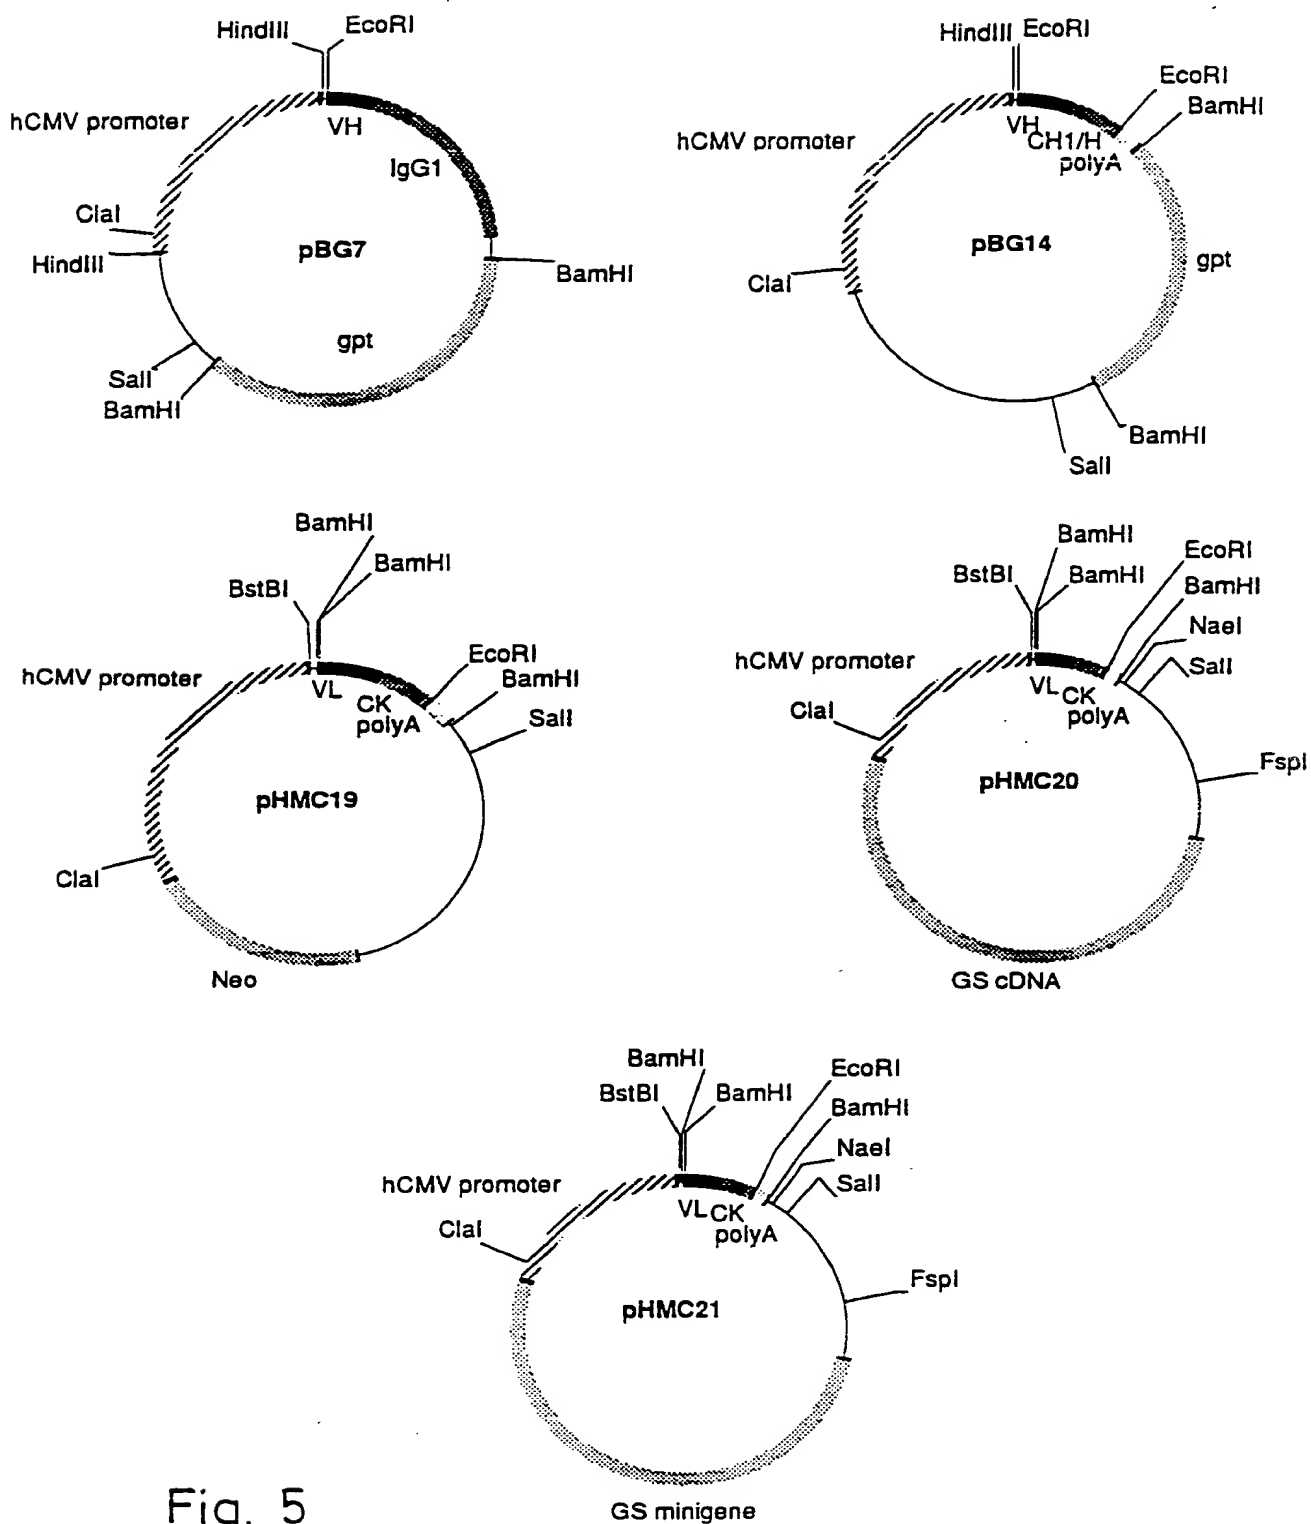 HindIII EcoRI
hCMV promoter
VH
IgG1
ClaI
HindIII
pBG7
BamHI
gpt
SalI
BamHI
HindIII EcoRI
EcoRI
BamHI
hCMV promoter
VH
CH1/H
polyA
pBG14
gpt
ClaI
BamHI
SalI
BamHI
BamHI
BstBI
EcoRI
BamHI
hCMV promoter
VL
CK
polyA
SalI
pHMC19
ClaI
Neo
BamHI
EcoRI
BstBI
BamHI
BamHI
NaeI
hCMV promoter
SalI
VL
CK
polyA
ClaI
FspI
pHMC20
GS cDNA
BamHI
EcoRI
BstBI
BamHI
BamHI
NaeI
hCMV promoter
SalI
VL
CK
polyA
ClaI
FspI
pHMC21
Fig. 5
GS minigene